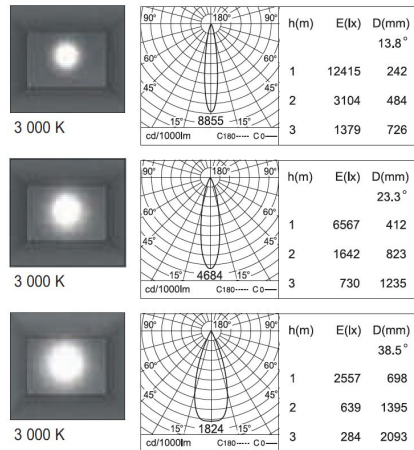 90° 180° 90° h(m) E(lx) D(mm)
13.8°
60° 60° 1 12415 242
2 3104 484
45° 45°
15° 8855 15° 3 1379 726
3 000 K cd/1000lm C180----- C0—
90° 180° 90° h(m) E(lx) D(mm)
23,3°
60° 60° 1 6567 412
2 1642 823
45° 45°
15° 4684 15° 3 730 1235
3 000 K cd/1000lm C180----- C0—
90° 180° 90° h(m) E(lx) D(mm)
38.5°
60° 60° 1 2557 698
2 639 1395
45° 45°
15° 1824 15° 3 284 2093
3 000 K cd/1000lm C180----- C0—